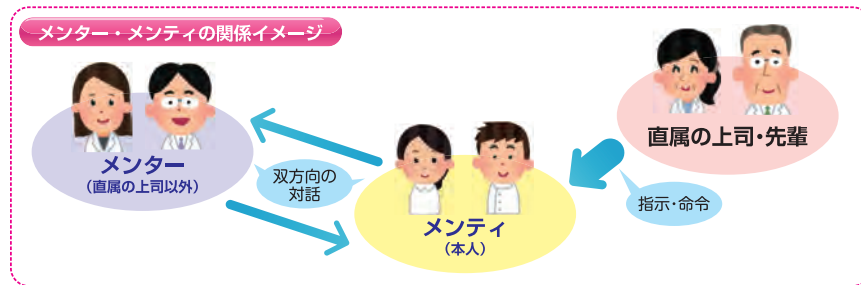 メンター・メンティの関係イメージ
直属の上司・先輩
メンター
（直属の上司以外）
双方向の
対話
指示・命令
メンティ
（本人）